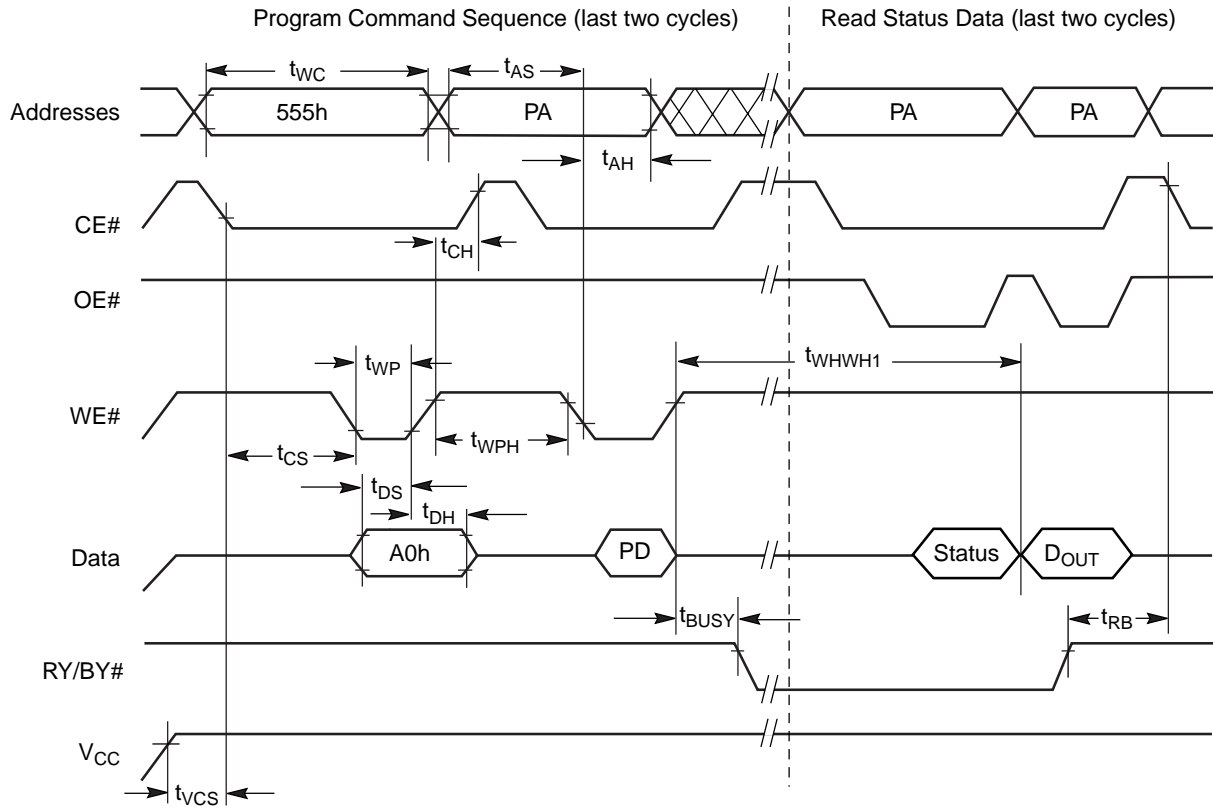 Program Command Sequence (last two cycles)
Read Status Data (last two cycles)
tWC
tAS
Addresses
555h
PA
PA
PA
tAH
CE#
tCH
OE#
tWP
tWHWH1
WE#
tCS
tWPH
tDS
tDH
Data
A0h
PD
Status
DOUT
tBUSY
tRB
RY/BY#
VCC
tVCS